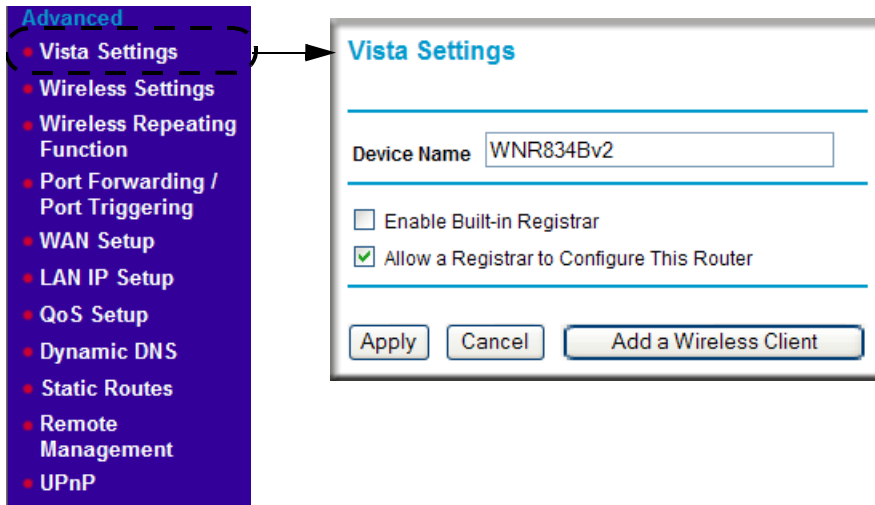 Advanced
Vista Settings
Wireless Settings
Wireless Repeating
Function
Port Forwarding /
Port Triggering
WAN Setup
LAN IP Setup
QoS Setup
Dynamic DNS
Static Routes
Remote
Management
UPnP
Vista Settings
Device Name WNR834Bv2
Enable Built-in Registrar
Allow a Registrar to Configure This Router
Apply Cancel Add a Wireless Client